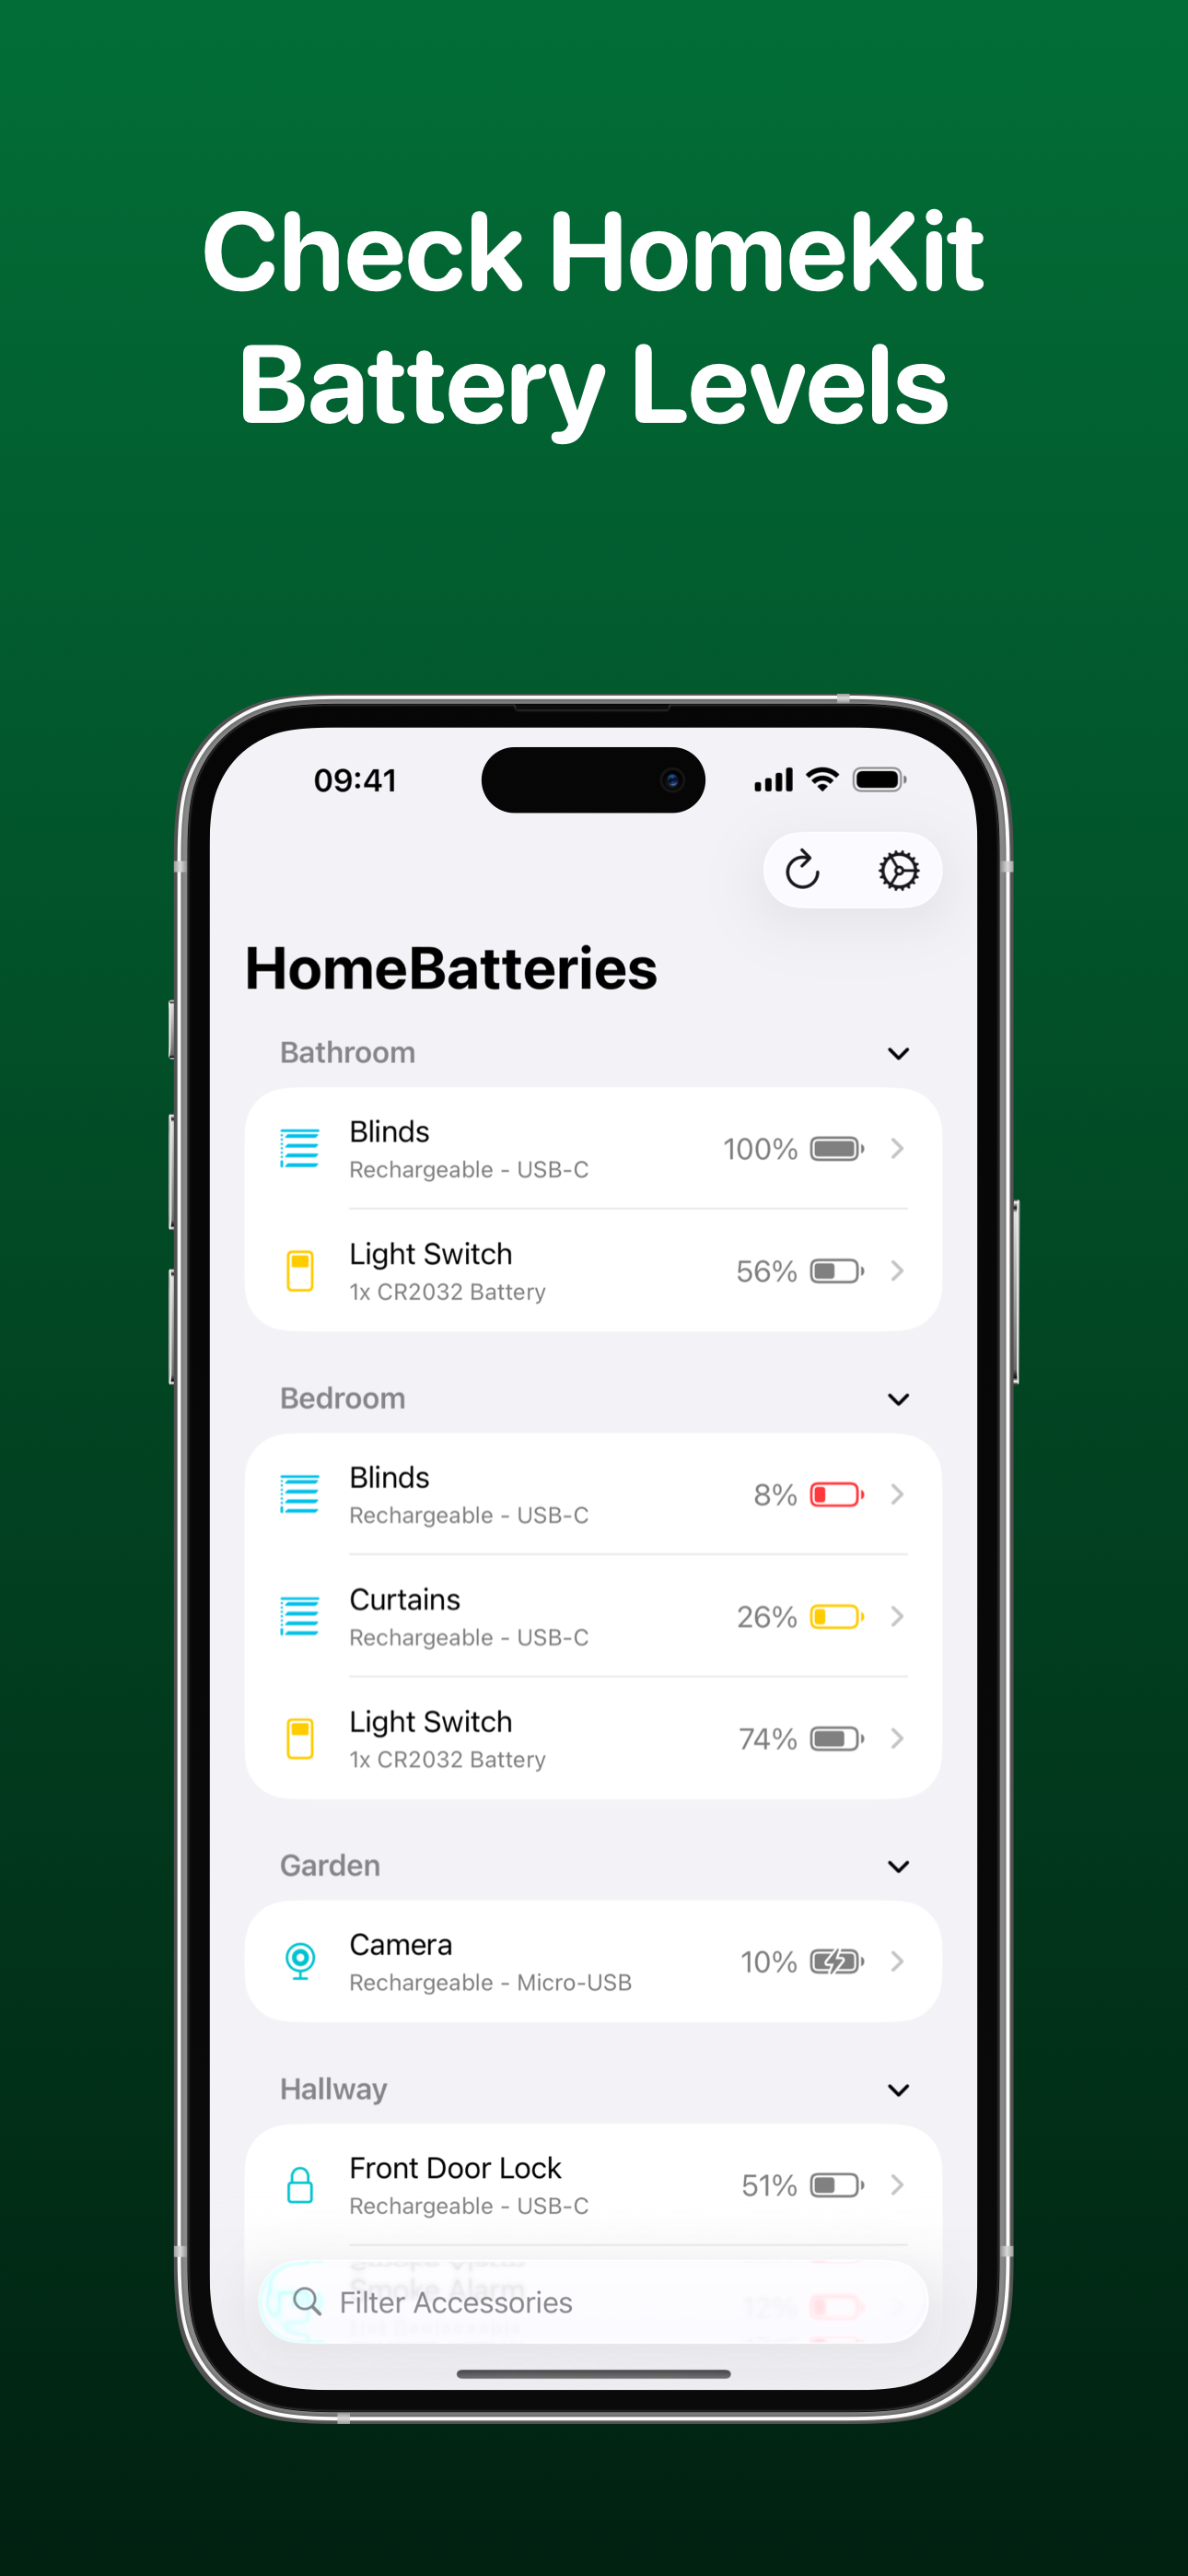 Check HomeKit
Battery Levels
09:41
HomeBatteries
Bathroom
Blinds
Rechargeable - USB-C
100%
Light Switch
1x CR2032 Battery
56%
Bedroom
Blinds
Rechargeable - USB-C
8%
Curtains
Rechargeable - USB-C
26%
Light Switch
1x CR2032 Battery
74%
Garden
Camera
Rechargeable - Micro-USB
10%
Hallway
Front Door Lock
Rechargeable - USB-C
51%
Smoke Alarm
12%
Filter Accessories